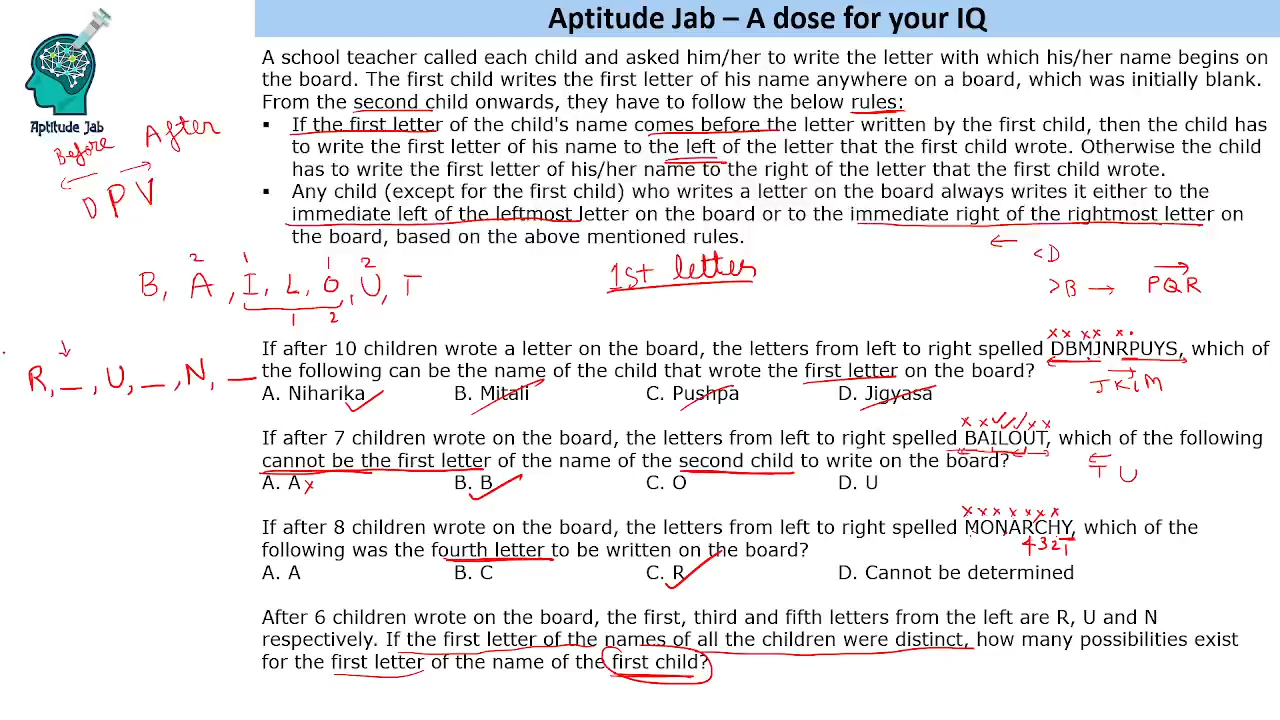 Aptitude Jab – A dose for your IQ
Aptitude Jab
A school teacher called each child and asked him/her to write the letter with which his/her name begins on
the board. The first child writes the first letter of his name anywhere on a board, which was initially blank.
From the second child onwards, they have to follow the below rules:
▪ If the first letter of the child's name comes before the letter written by the first child, then the child has
to write the first letter of his name to the left of the letter that the first child wrote. Otherwise the child
has to write the first letter of his/her name to the right of the letter that the first child wrote.
▪ Any child (except for the first child) who writes a letter on the board always writes it either to the
immediate left of the leftmost letter on the board or to the immediate right of the rightmost letter on
the board, based on the above mentioned rules.
Before After
D P V
<D
>B → PQR
2 1 1 2
B, A, I, L, O, U, T
1 2
1st letter
If after 10 children wrote a letter on the board, the letters from left to right spelled DBMJNRPUYS, which of
the following can be the name of the child that wrote the first letter on the board?
J K L M
A. Niharika B. Mitali C. Pushpa D. Jigyasa
R, _, U, _, N, _
If after 7 children wrote on the board, the letters from left to right spelled BAILOUT, which of the following
cannot be the first letter of the name of the second child to write on the board?
T U
A. A B. B C. O D. U
If after 8 children wrote on the board, the letters from left to right spelled MONARCHY, which of the
4 3 2 1
following was the fourth letter to be written on the board?
A. A B. C C. R D. Cannot be determined
After 6 children wrote on the board, the first, third and fifth letters from the left are R, U and N
respectively. If the first letter of the names of all the children were distinct, how many possibilities exist
for the first letter of the name of the first child?